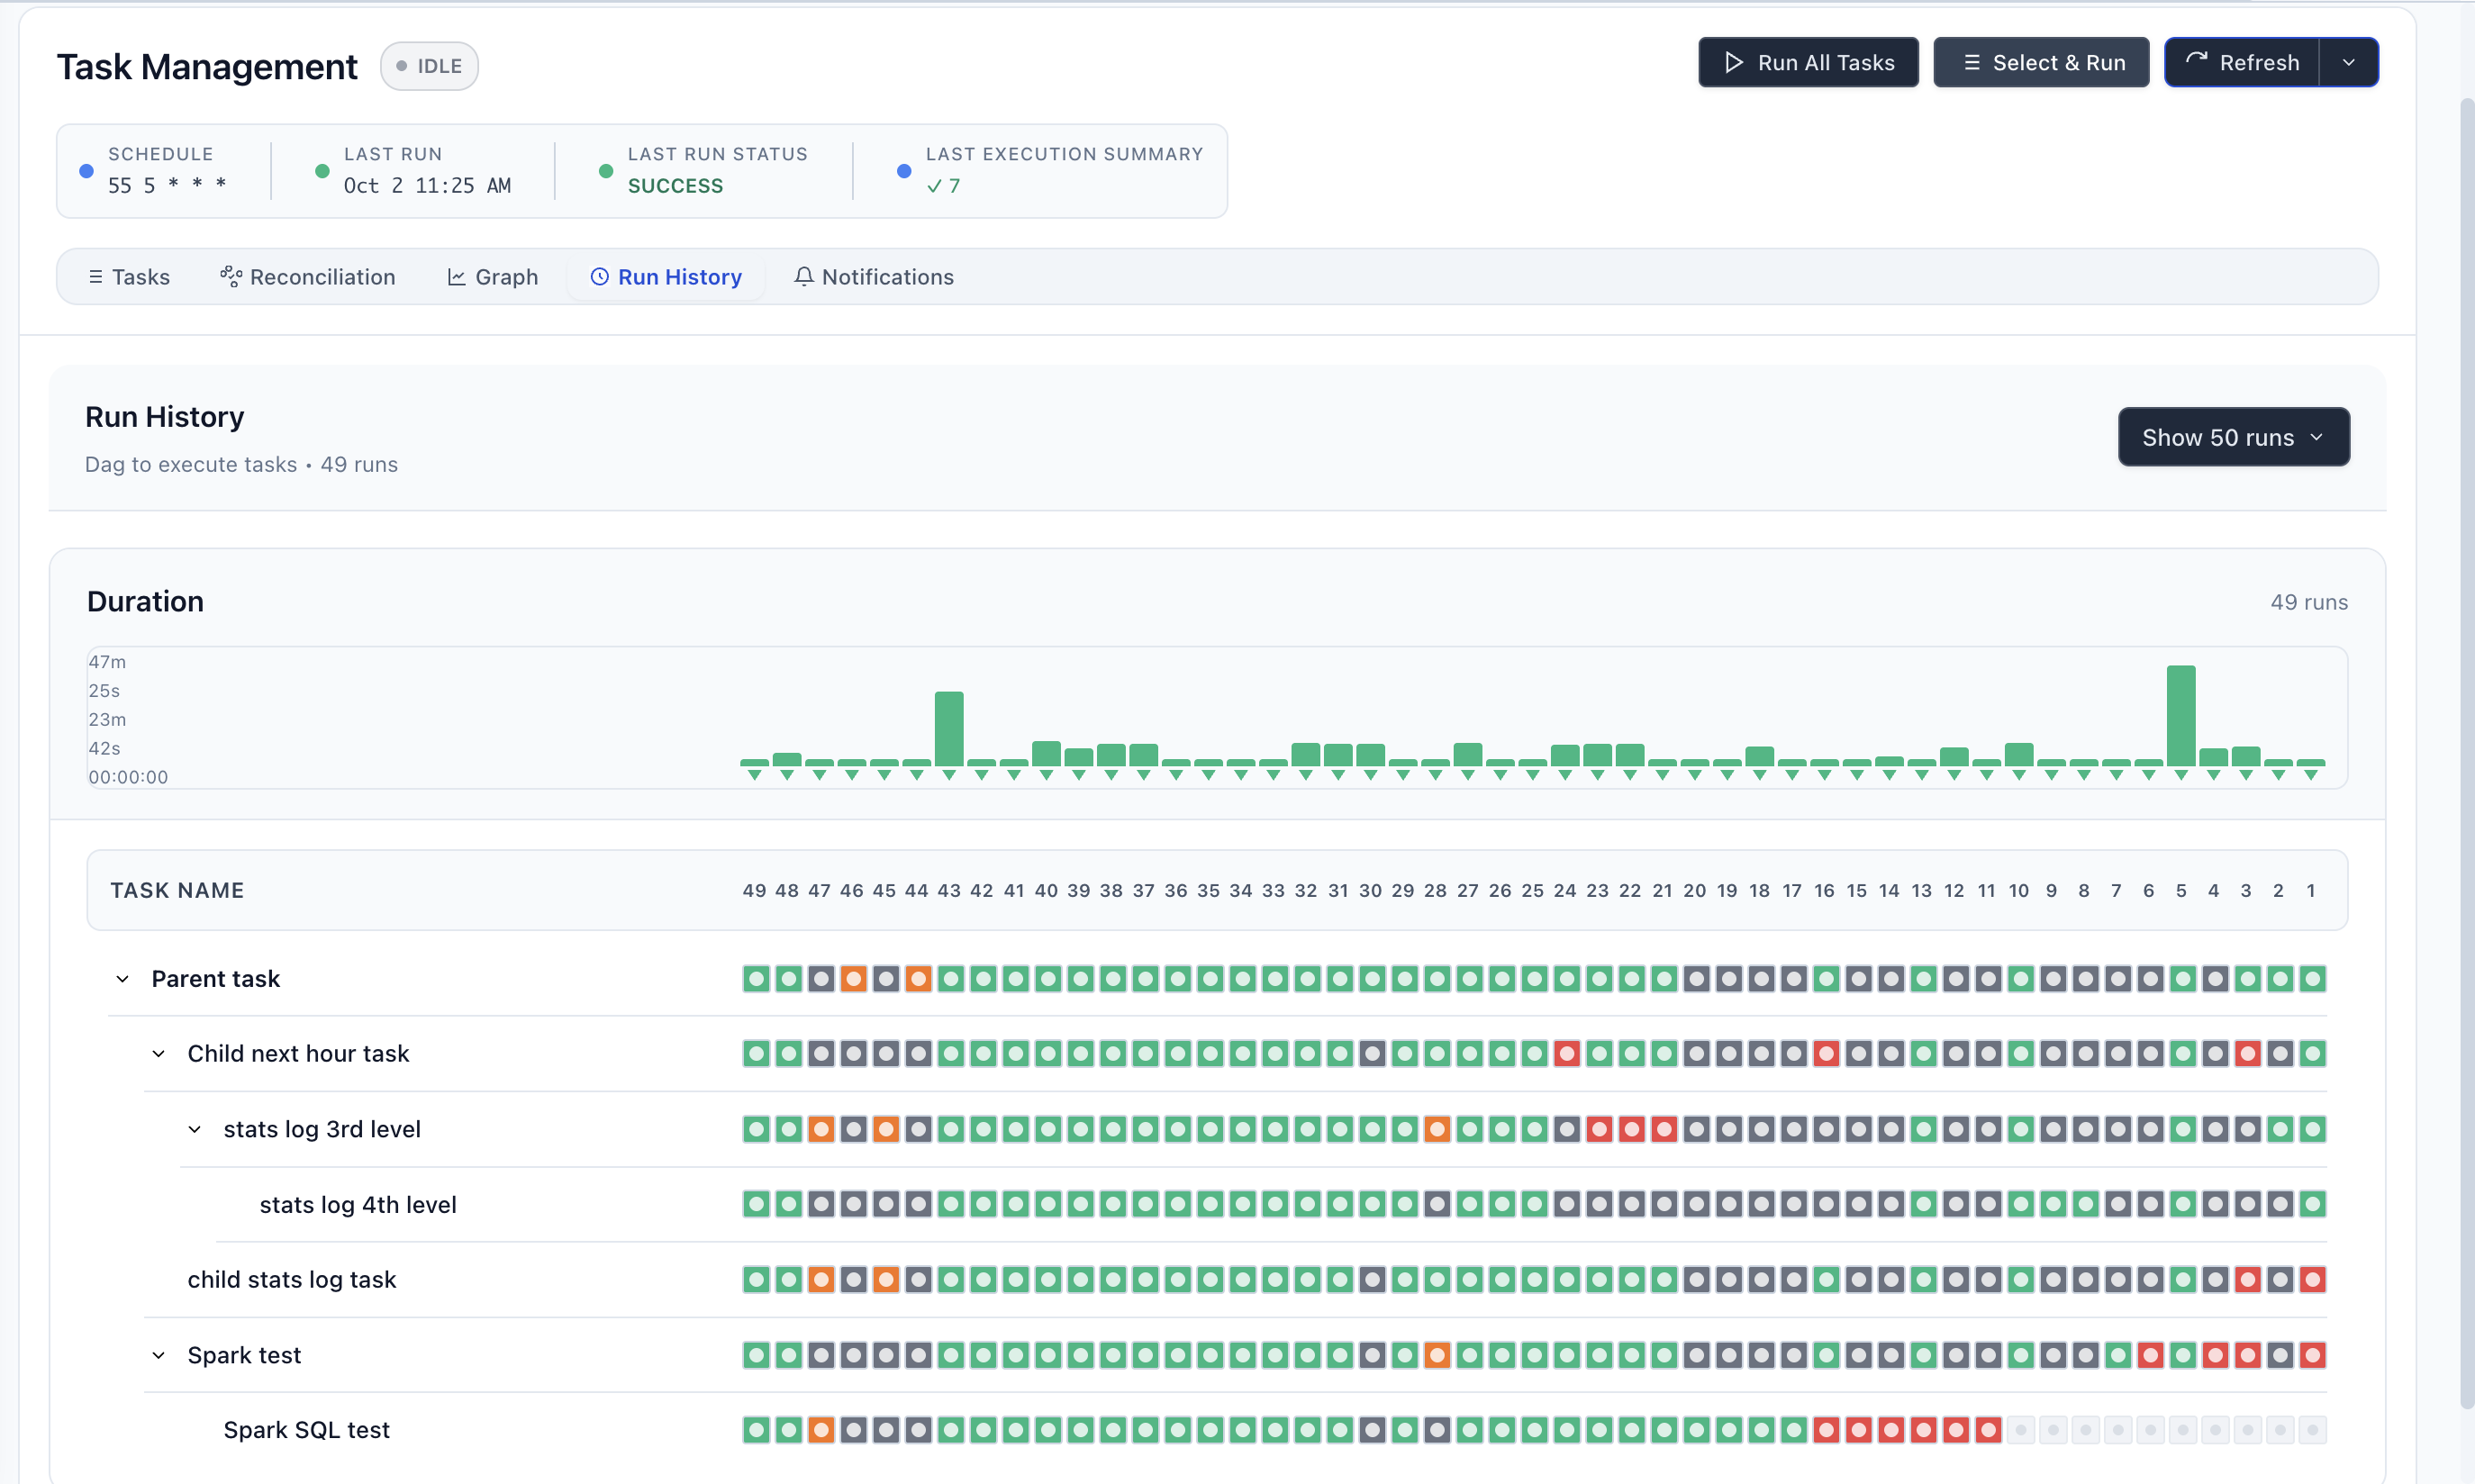 Task Management IDLE Run All Tasks Select & Run Refresh
SCHEDULE LAST RUN LAST RUN STATUS LAST EXECUTION SUMMARY
55 5 * * * Oct 2 11:25 AM SUCCESS ✓ 7
Tasks Reconciliation Graph Run History Notifications
Run History
Dag to execute tasks • 49 runs
Show 50 runs
Duration
49 runs
47m
25s
23m
42s
00:00:00
TASK NAME 49 48 47 46 45 44 43 42 41 40 39 38 37 36 35 34 33 32 31 30 29 28 27 26 25 24 23 22 21 20 19 18 17 16 15 14 13 12 11 10 9 8 7 6 5 4 3 2 1
Parent task
Child next hour task
stats log 3rd level
stats log 4th level
child stats log task
Spark test
Spark SQL test